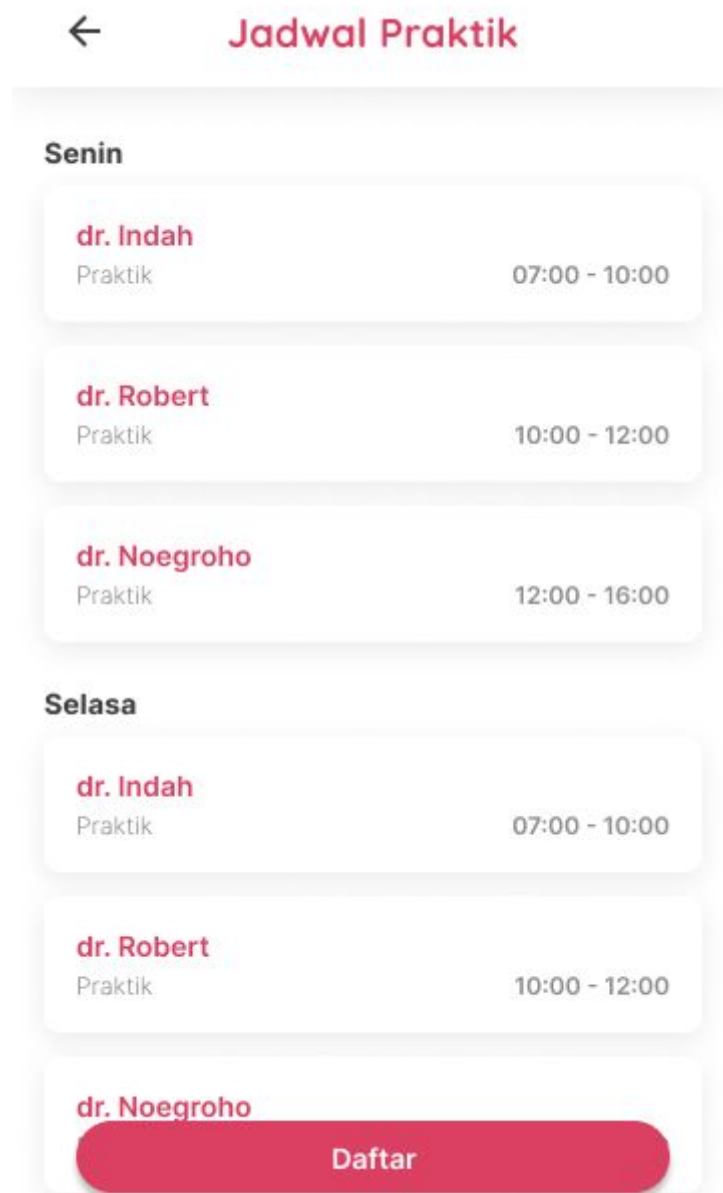 Jadwal Praktik
Senin
dr. Indah
Praktik 07:00 - 10:00
dr. Robert
Praktik 10:00 - 12:00
dr. Noegroho
Praktik 12:00 - 16:00
Selasa
dr. Indah
Praktik 07:00 - 10:00
dr. Robert
Praktik 10:00 - 12:00
dr. Noegroho
Daftar